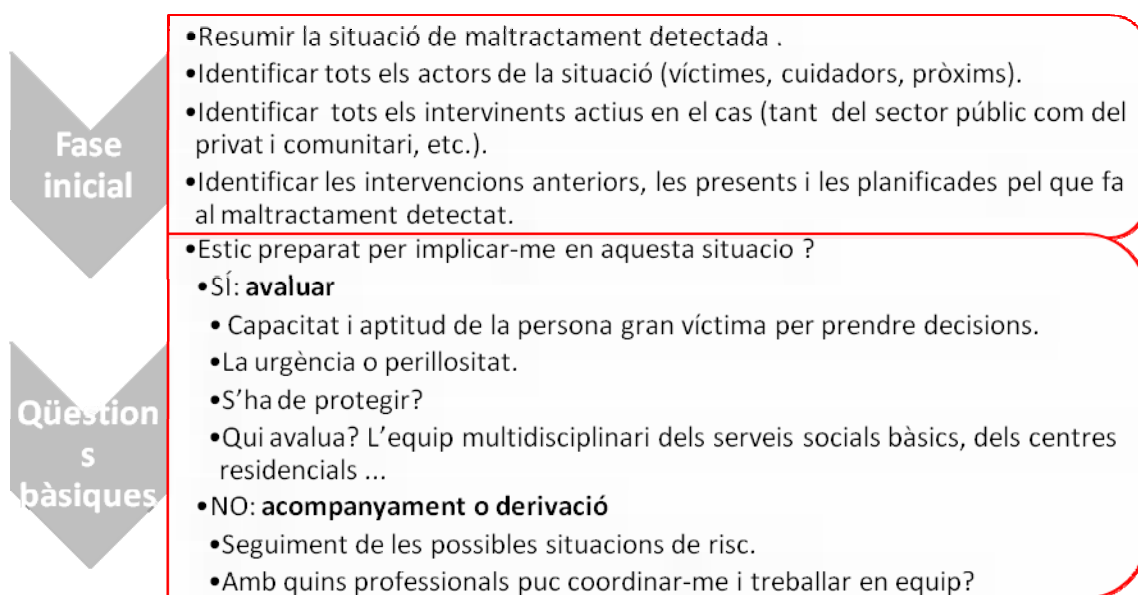 Fase
inicial
•Resumir la situació de maltractament detectada .
•Identificar tots els actors de la situació (víctimes, cuidadors, pròxims).
•Identificar tots els intervinents actius en el cas (tant del sector públic com del
privat i comunitari, etc.).
•Identificar les intervencions anteriors, les presents i les planificades pel que fa
al maltractament detectat.
Qüestion
s
bàsiques
•Estic preparat per implicar-me en aquesta situacio ?
•SÍ: avaluar
• Capacitat i aptitud de la persona gran víctima per prendre decisions.
•La urgència o perillositat.
•S’ha de protegir?
•Qui avalua? L’equip multidisciplinari dels serveis socials bàsics, dels centres
residencials ...
•NO: acompanyament o derivació
•Seguiment de les possibles situacions de risc.
•Amb quins professionals puc coordinar-me i treballar en equip?